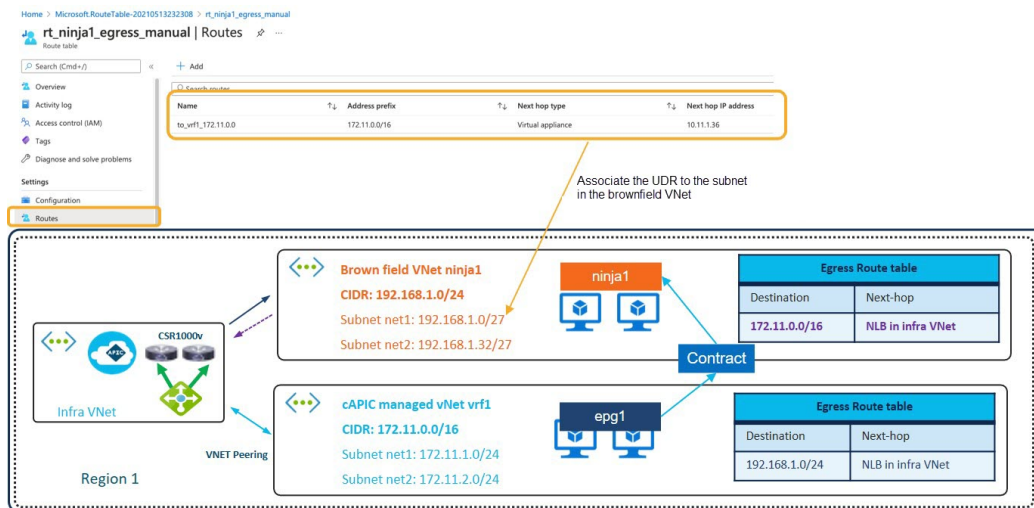 Home > Microsoft.RouteTable-20210513232308 > rt_ninja1_egress_manual
rt_ninja1_egress_manual | Routes
Route table
Search (Cmd+/)
«
+ Add
Overview
Activity log
Access control (IAM)
Tags
Diagnose and solve problems
Settings
Configuration
Routes
Search routes
Name ↑↓ Address prefix ↑↓ Next hop type ↑↓ Next hop IP address
to_vrf1_172.11.0.0 172.11.0.0/16 Virtual appliance 10.11.1.36
Associate the UDR to the subnet
in the brownfield VNet
Brown field VNet ninja1
CIDR: 192.168.1.0/24
Subnet net1: 192.168.1.0/27
Subnet net2: 192.168.1.32/27
ninja1
Egress Route table
Destination Next-hop
172.11.0.0/16 NLB in infra VNet
CSR1000v
APIC
Infra VNet
Contract
VNET Peering
Region 1
cAPIC managed vNet vrf1
CIDR: 172.11.0.0/16
Subnet net1: 172.11.1.0/24
Subnet net2: 172.11.2.0/24
epg1
Egress Route table
Destination Next-hop
192.168.1.0/24 NLB in infra VNet